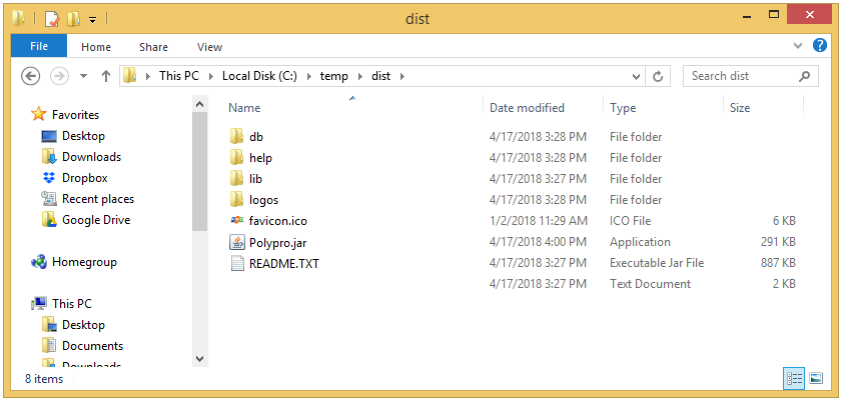 dist
File Home Share View
This PC Local Disk (C:) temp dist Search dist
Name Date modified Type Size
Favorites
Desktop
Downloads
Dropbox
Recent places
Google Drive
Homegroup
This PC
Desktop
Documents
Downloads
db 4/17/2018 3:28 PM File folder
help 4/17/2018 3:28 PM File folder
lib 4/17/2018 3:27 PM File folder
logos 4/17/2018 3:28 PM File folder
favicon.ico 1/2/2018 11:29 AM ICO File 6 KB
Polypro.jar 4/17/2018 4:00 PM Application 291 KB
README.TXT 4/17/2018 3:27 PM Executable Jar File 887 KB
4/17/2018 3:27 PM Text Document 2 KB
8 items